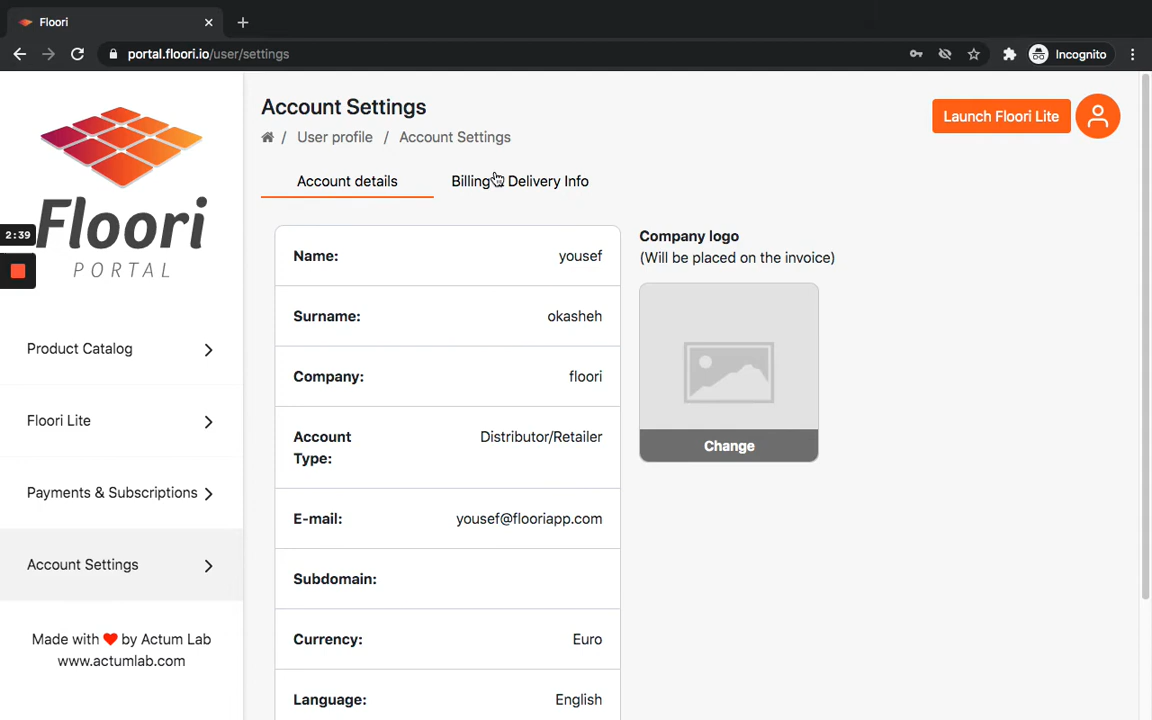 Floori
portal.floori.io/user/settings
Incognito
Floori
PORTAL
2:39
Product Catalog
Floori Lite
Payments & Subscriptions
Account Settings
Made with ❤ by Actum Lab
www.actumlab.com
Account Settings
/ User profile / Account Settings
Launch Floori Lite
Account details
Billing Delivery Info
Name: yousef
Surname: okasheh
Company: floori
Account Type: Distributor/Retailer
E-mail: yousef@flooriapp.com
Subdomain:
Currency: Euro
Language: English
Company logo
(Will be placed on the invoice)
Change